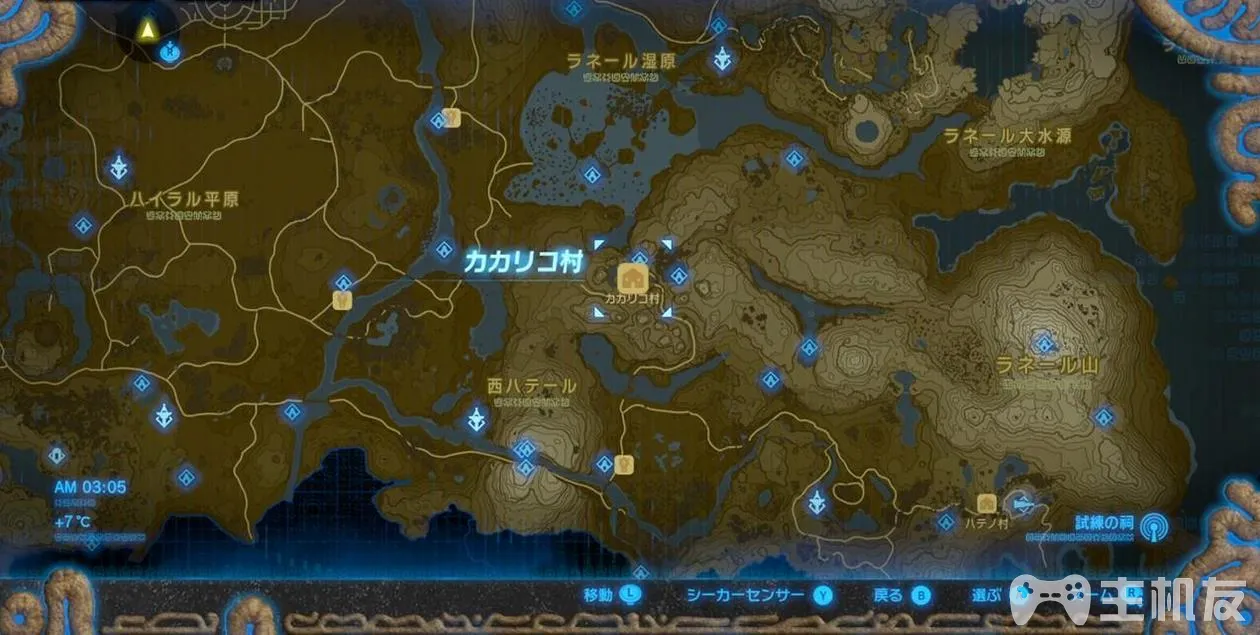 ラネール湿原
ラネール大水源
ハイラル平原
カカリコ村
カカリコ村
ラネール山
西ハテール
AM 03:05
+7℃
ハテノ村
試練の祠
移動 L
シーカーセンサー Y
戻る B
選ぶ
主机友